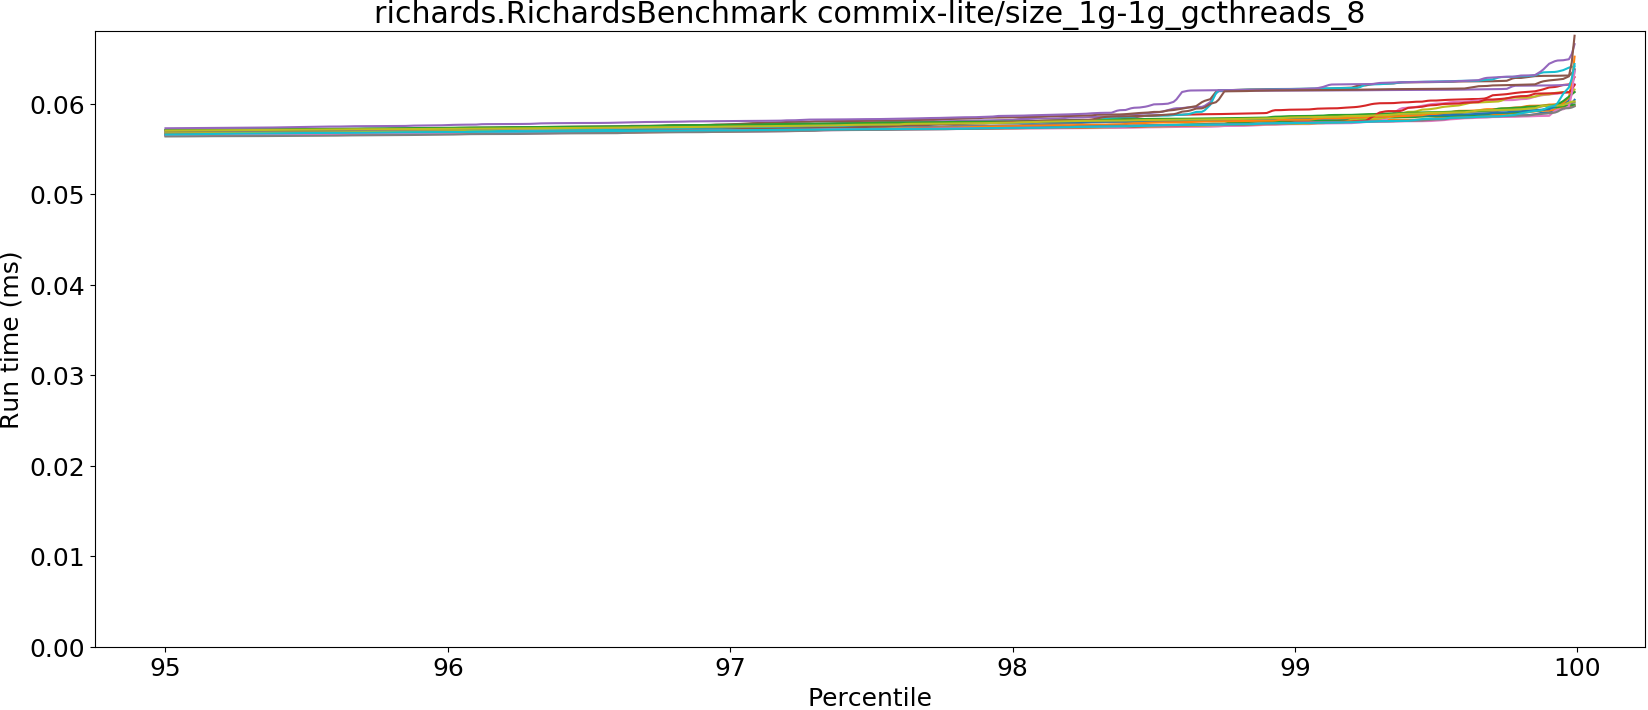 richards.RichardsBenchmark commix-lite/size_1g-1g_gcthreads_8
Run time (ms)
0.06
0.05
0.04
0.03
0.02
0.01
0.00
95 96 97 98 99 100
Percentile